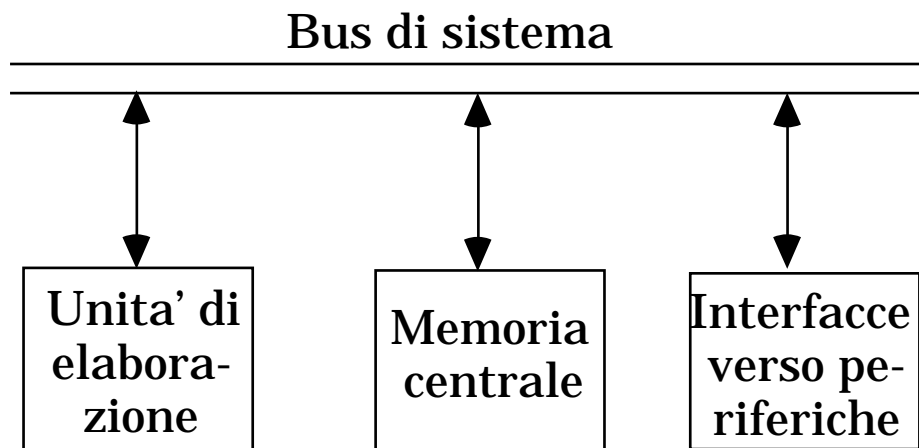 Bus di sistema
Unita’ di
elabora-
zione
Memoria
centrale
Interfacce
verso pe-
riferiche